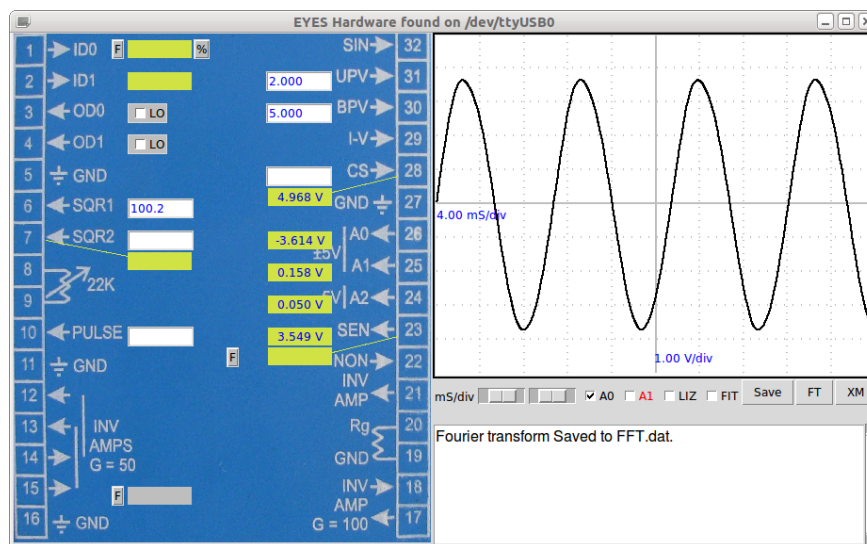 EYES Hardware found on /dev/ttyUSB0
1 ID0 F %
2 ID1
3 OD0 LO
4 OD1 LO
5 GND
6 SQR1 100.2
7 SQR2
8
22K
9
10 PULSE
11 GND
12
13 INV
AMPS
14 G = 50
15 F
16 GND
SIN 32
2.000 UPV 31
5.000 BPV 30
I-V 29
CS 28
4.968 V GND 27
-3.614 V A0 26
±5V
0.158 V A1 25
0.050 V 5V A2 24
3.549 V SEN 23
F NON 22
INV
AMP 21
Rg 20
GND 19
INV 18
AMP
G = 100 17
4.00 mS/div
1.00 V/div
mS/div A0 A1 LIZ FIT Save FT XM
Fourier transform Saved to FFT.dat.